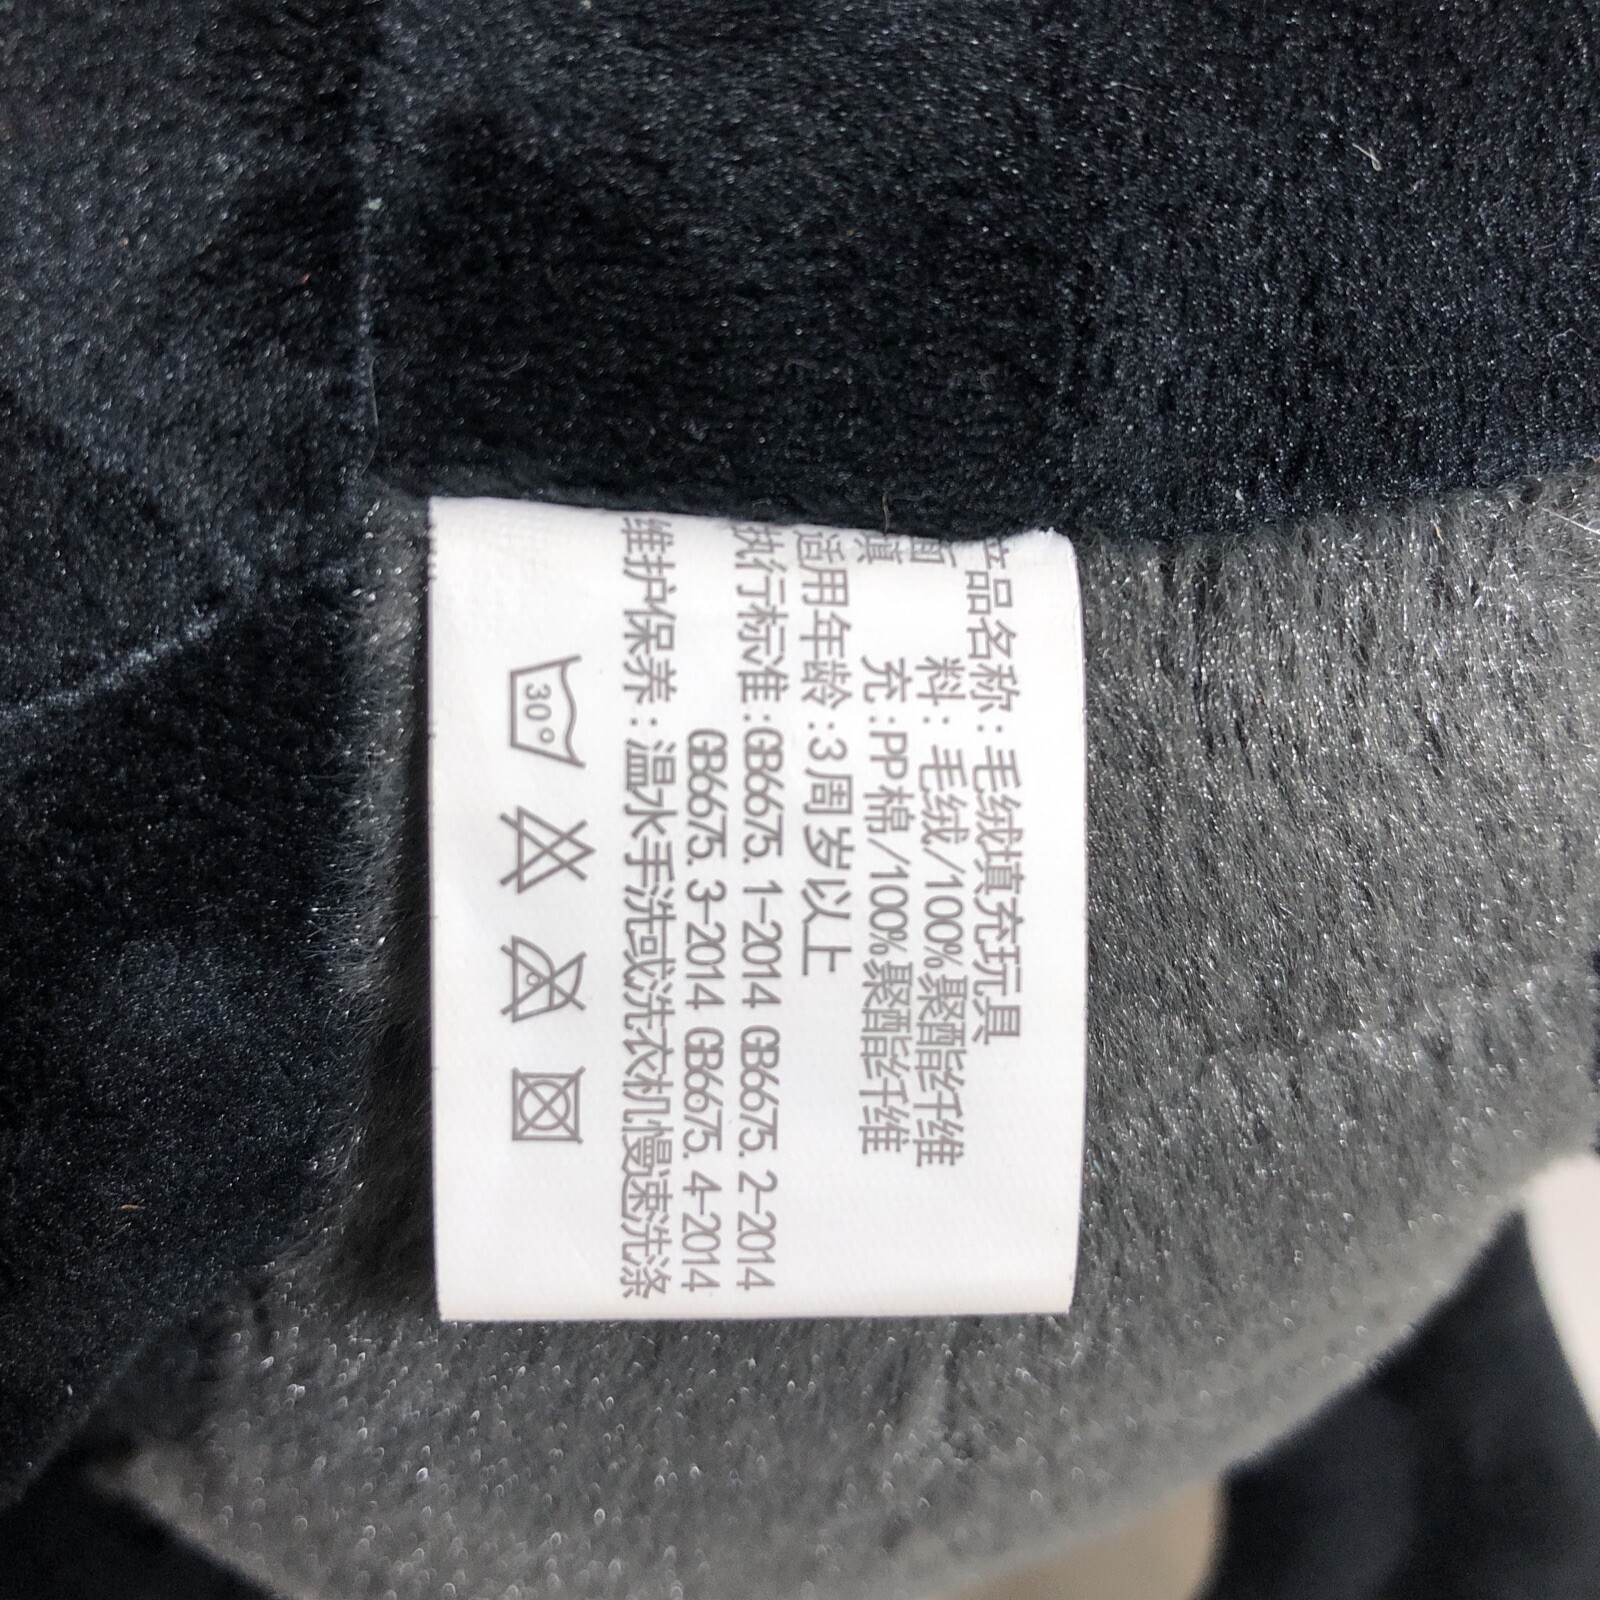 产品名称：毛绒填充玩具
面料：毛绒/100%聚酯纤维
填充：PP棉/100%聚酯纤维
适用年龄：3周岁以上
执行标准：GB6675.1-2014 GB6675.2-2014
GB6675.3-2014 GB6675.4-2014
维护保养：温水手洗或洗衣机慢速洗涤
30°